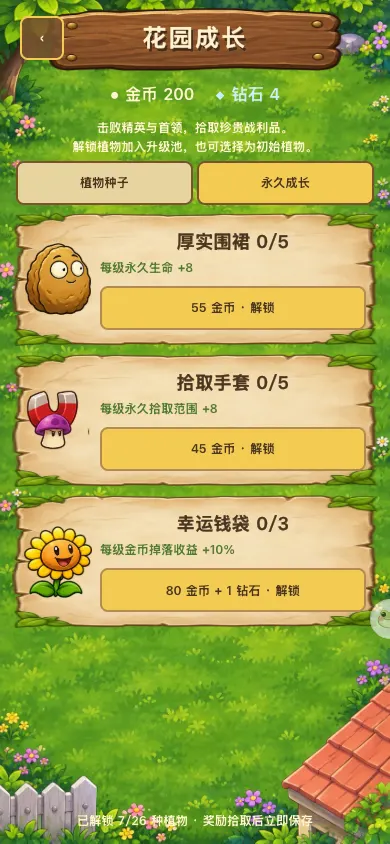 ‹
花园成长
● 金币 200 ◆ 钻石 4
击败精英与首领，拾取珍贵战利品。
解锁植物加入升级池，也可选择为初始植物。
植物种子
永久成长
厚实围裙 0/5
每级永久生命 +8
55 金币 · 解锁
拾取手套 0/5
每级永久拾取范围 +8
45 金币 · 解锁
幸运钱袋 0/3
每级金币掉落收益 +10%
80 金币 + 1 钻石 · 解锁
已解锁 7/26 种植物 · 奖励拾取后立即保存